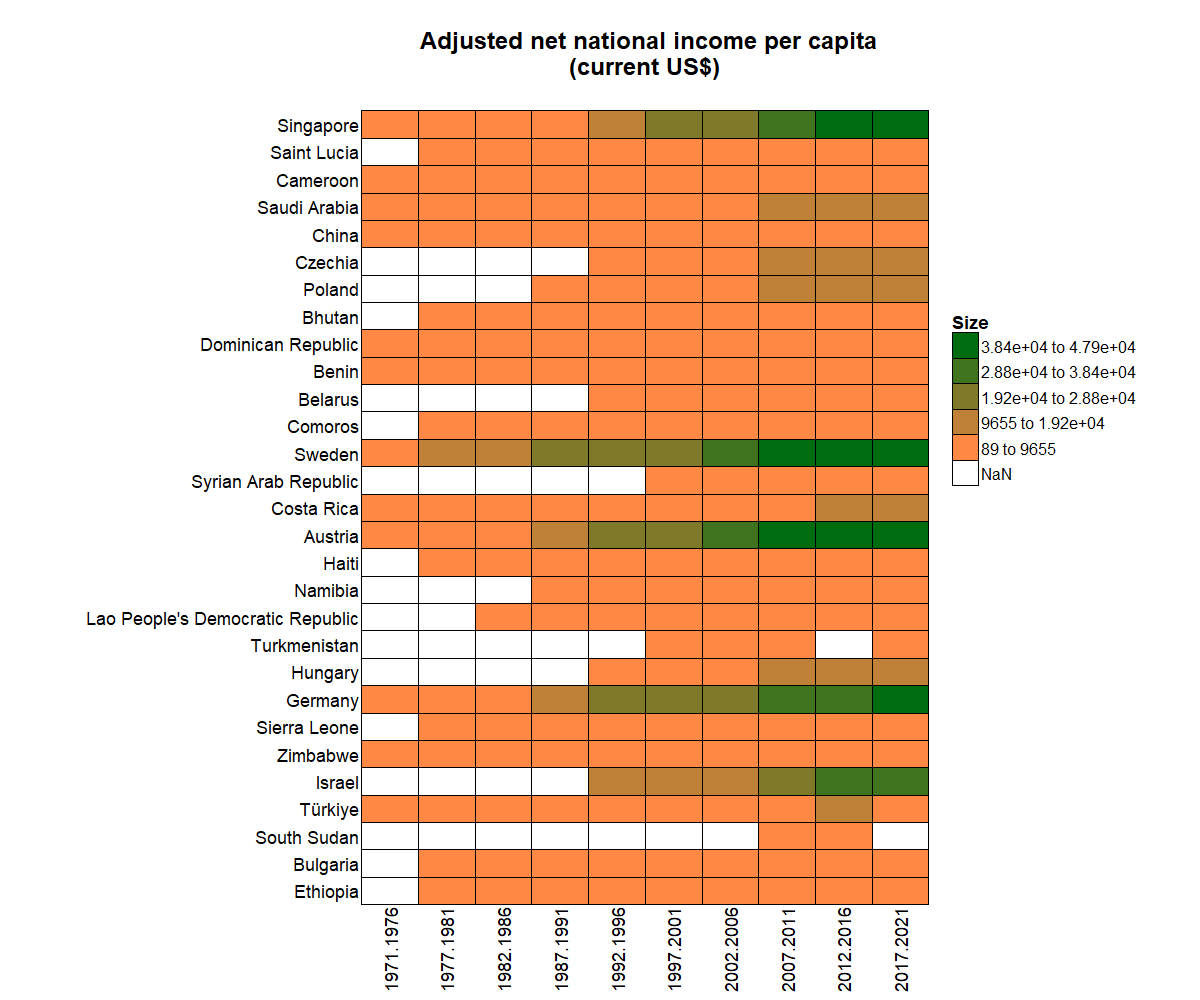 Adjusted net national income per capita
(current US$)
Singapore
Saint Lucia
Cameroon
Saudi Arabia
China
Czechia
Poland
Bhutan
Dominican Republic
Benin
Belarus
Comoros
Sweden
Syrian Arab Republic
Costa Rica
Austria
Haiti
Namibia
Lao People's Democratic Republic
Turkmenistan
Hungary
Germany
Sierra Leone
Zimbabwe
Israel
Türkiye
South Sudan
Bulgaria
Ethiopia
1971.1976
1977.1981
1982.1986
1987.1991
1992.1996
1997.2001
2002.2006
2007.2011
2012.2016
2017.2021
Size
3.84e+04 to 4.79e+04
2.88e+04 to 3.84e+04
1.92e+04 to 2.88e+04
9655 to 1.92e+04
89 to 9655
NaN